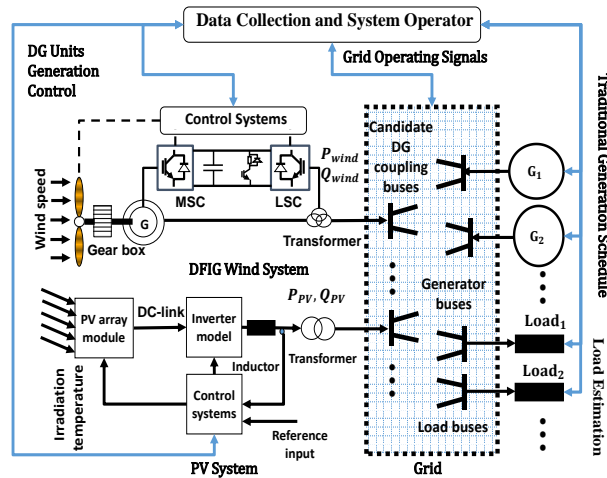 Data Collection and System Operator
DG Units
Generation
Control
Grid Operating Signals
Control Systems
Candidate
DG
coupling
buses
P_wind
Q_wind
MSC
LSC
Wind speed
G
Gear box
Transformer
DFIG Wind System
G₁
G₂
Traditional Generation Schedule
Generator
buses
P_PV, Q_PV
DC-link
PV array
module
Inverter
model
Inductor
Transformer
Load₁
Load₂
Load Estimation
Irradiation
temperature
Control
systems
Reference
input
Load buses
PV System
Grid